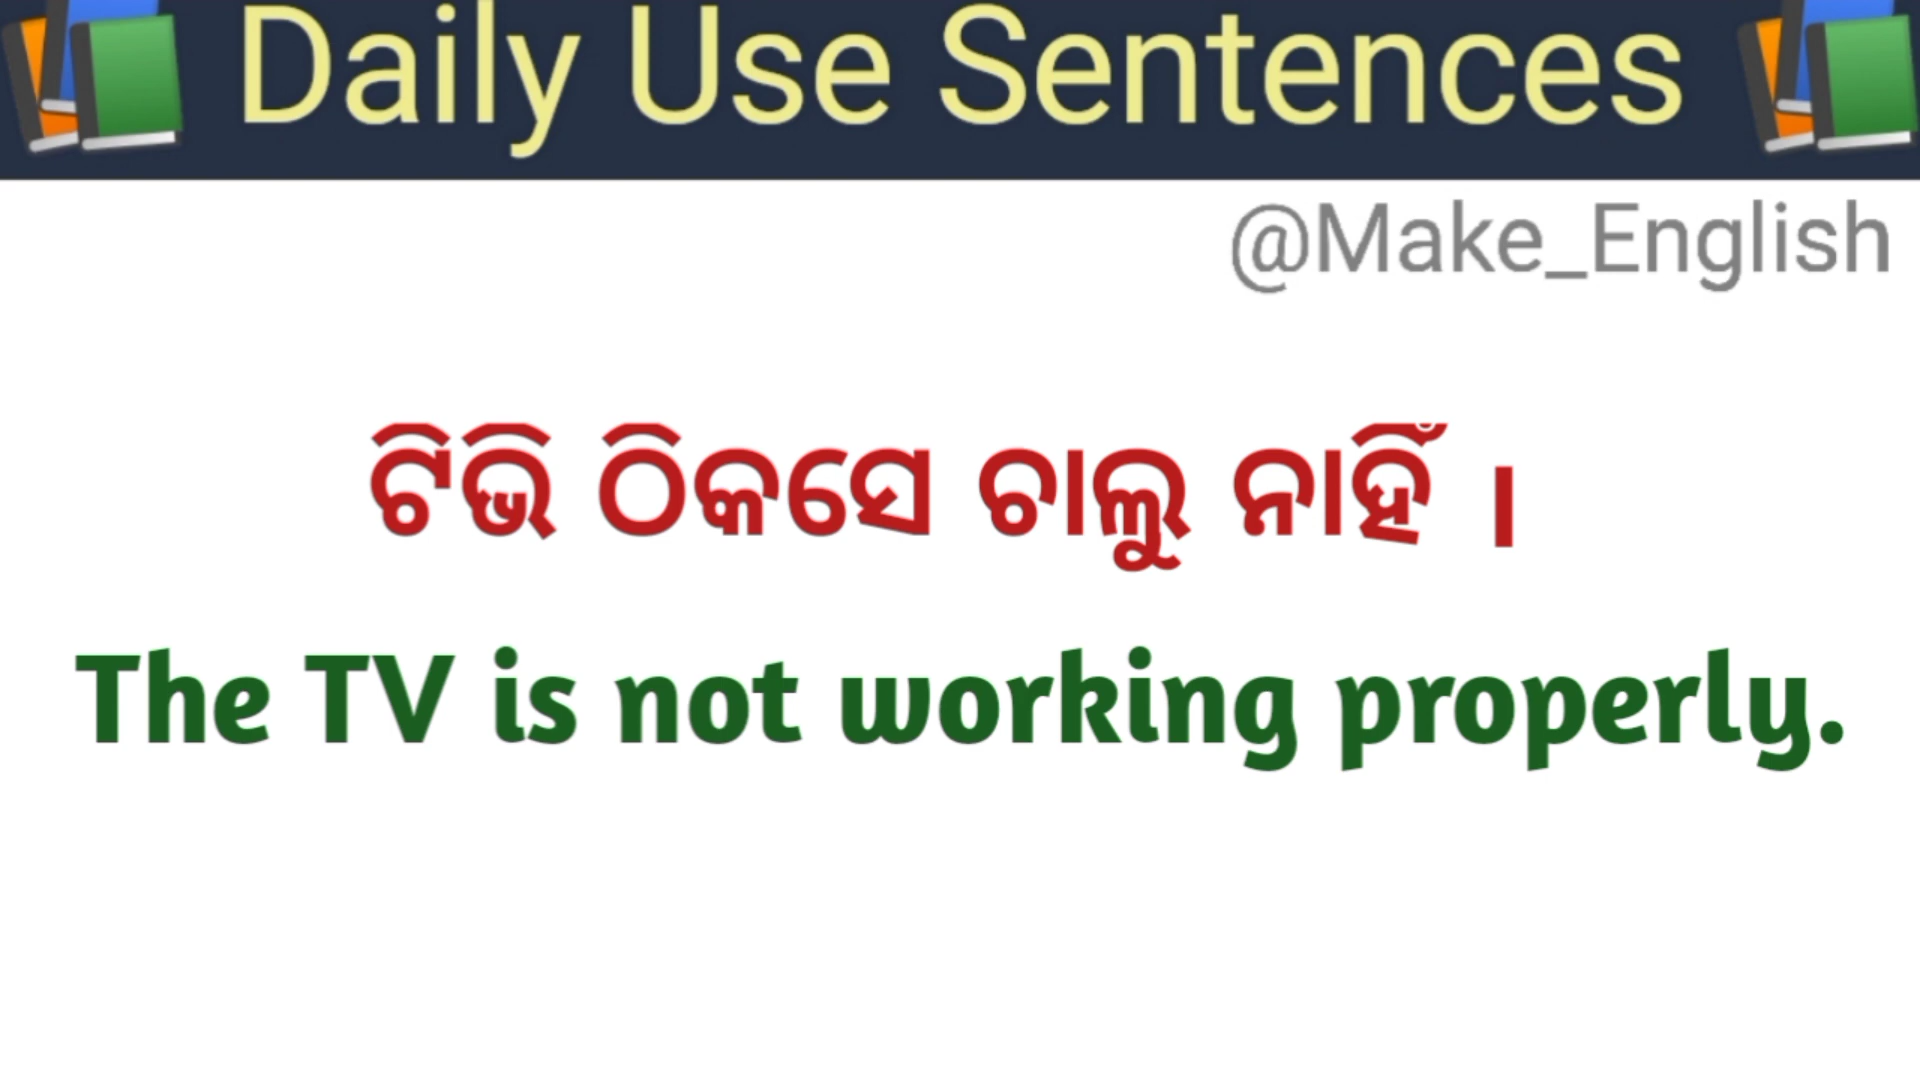 Daily Use Sentences
@Make_English
ଟିଭି ଠିକସେ ଚାଲୁ ନାହିଁ ।
The TV is not working properly.